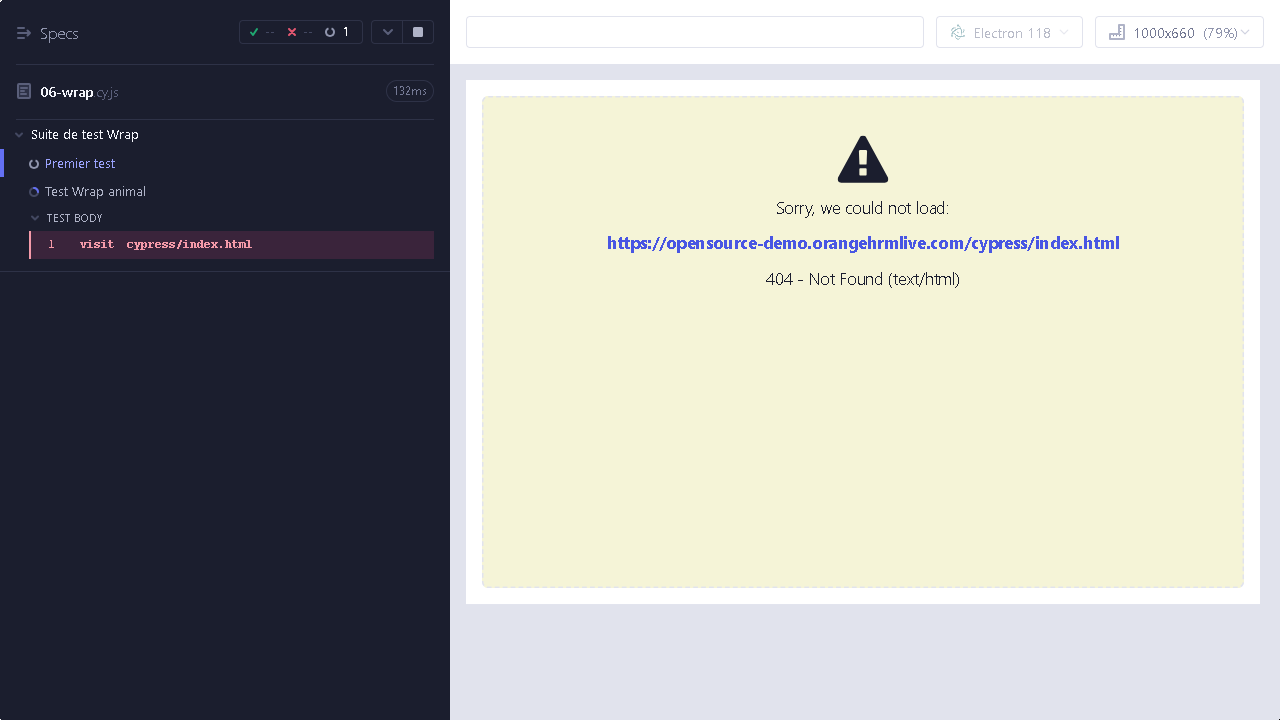 Specs
-- -- 1
06-wrap.cy.js 132ms
Suite de test Wrap
Premier test
Test Wrap animal
TEST BODY
1 visit cypress/index.html
Electron 118
1000x660 (79%)
Sorry, we could not load:
https://opensource-demo.orangehrmlive.com/cypress/index.html
404 - Not Found (text/html)